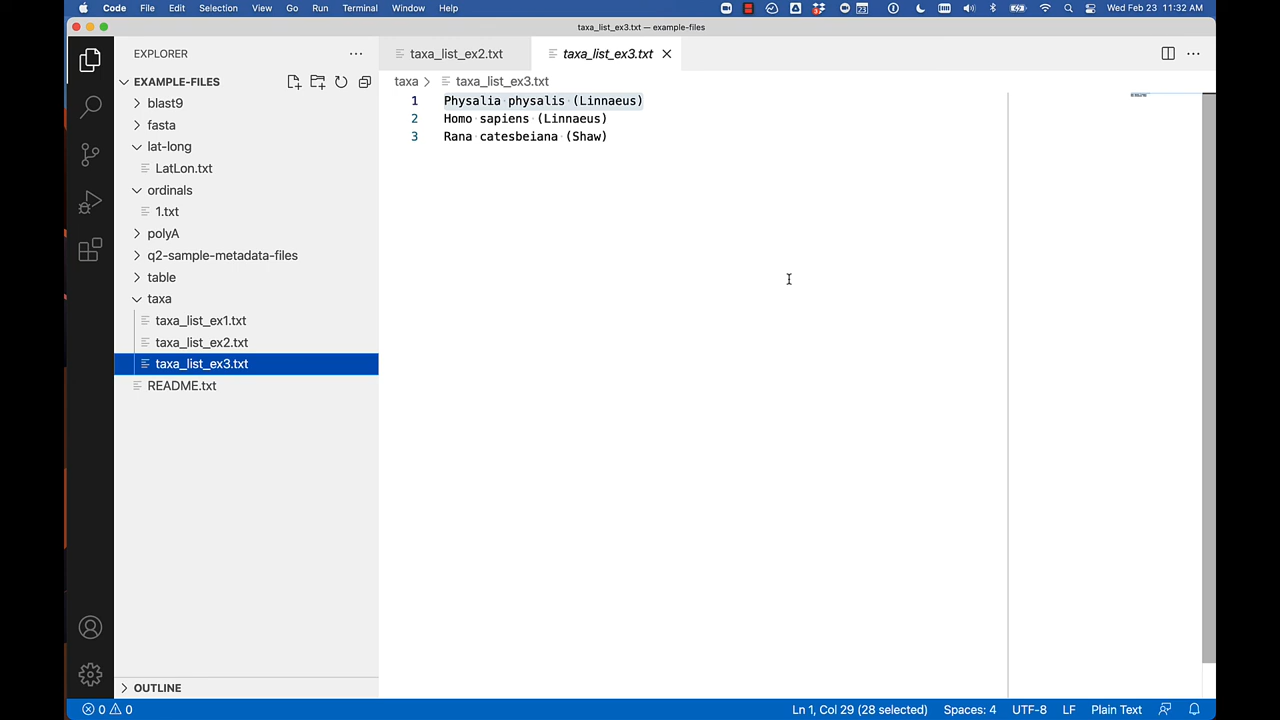 Code File Edit Selection View Go Run Terminal Window Help Wed Feb 23 11:32 AM
taxa_list_ex3.txt — example-files
EXPLORER
taxa_list_ex2.txt
taxa_list_ex3.txt
EXAMPLE-FILES
taxa
taxa_list_ex3.txt
blast9
fasta
lat-long
LatLon.txt
ordinals
1.txt
polyA
q2-sample-metadata-files
table
taxa
taxa_list_ex1.txt
taxa_list_ex2.txt
taxa_list_ex3.txt
README.txt
1 Physalia physalis (Linnaeus)
2 Homo sapiens (Linnaeus)
3 Rana catesbeiana (Shaw)
OUTLINE
0 0
Ln 1, Col 29 (28 selected) Spaces: 4 UTF-8 LF Plain Text